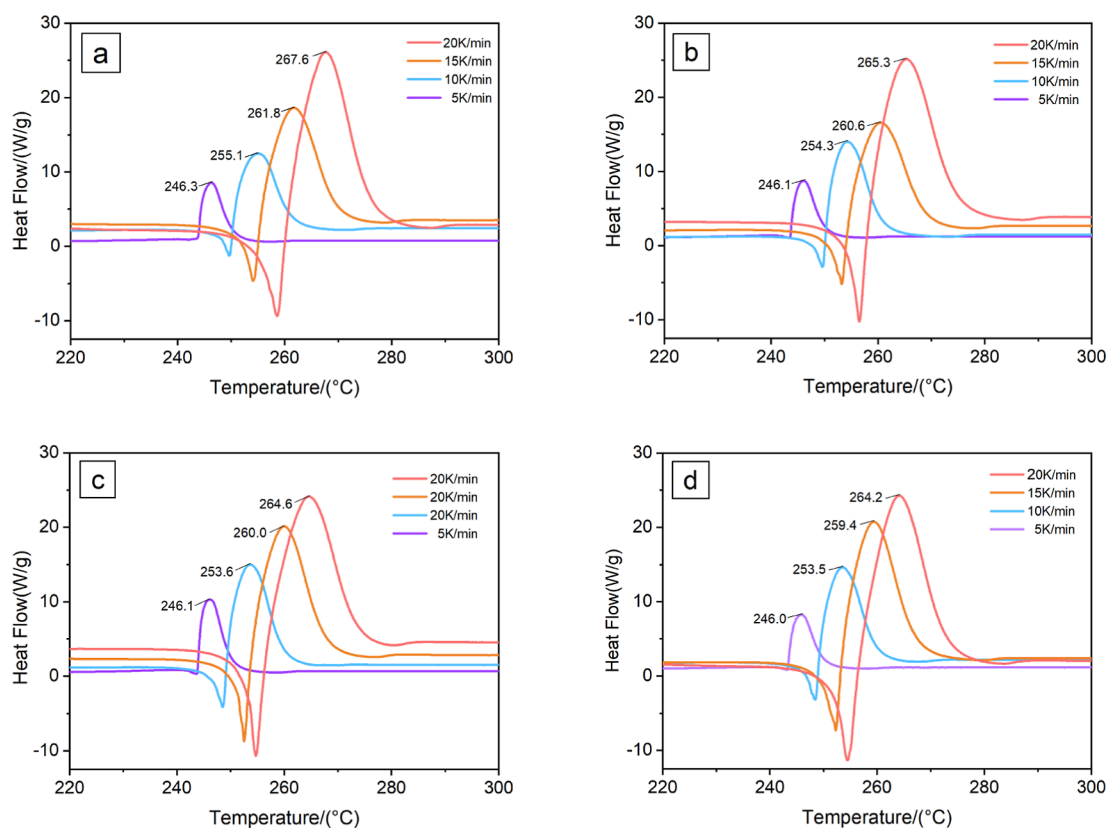 a
20K/min
15K/min
10K/min
5K/min
267.6
261.8
255.1
246.3
30
20
10
0
-10
Heat Flow/(W/g)
220 240 260 280 300
Temperature/(°C)
b
20K/min
15K/min
10K/min
5K/min
265.3
260.6
254.3
246.1
30
20
10
0
-10
Heat Flow(W/g)
220 240 260 280 300
Temperature/(°C)
c
20K/min
20K/min
20K/min
5K/min
264.6
260.0
253.6
246.1
30
20
10
0
-10
Heat Flow(W/g)
220 240 260 280 300
Temperature/(°C)
d
20K/min
15K/min
10K/min
5K/min
264.2
259.4
253.5
246.0
30
20
10
0
-10
Heat Flow(W/g)
220 240 260 280 300
Temperature/(°C)